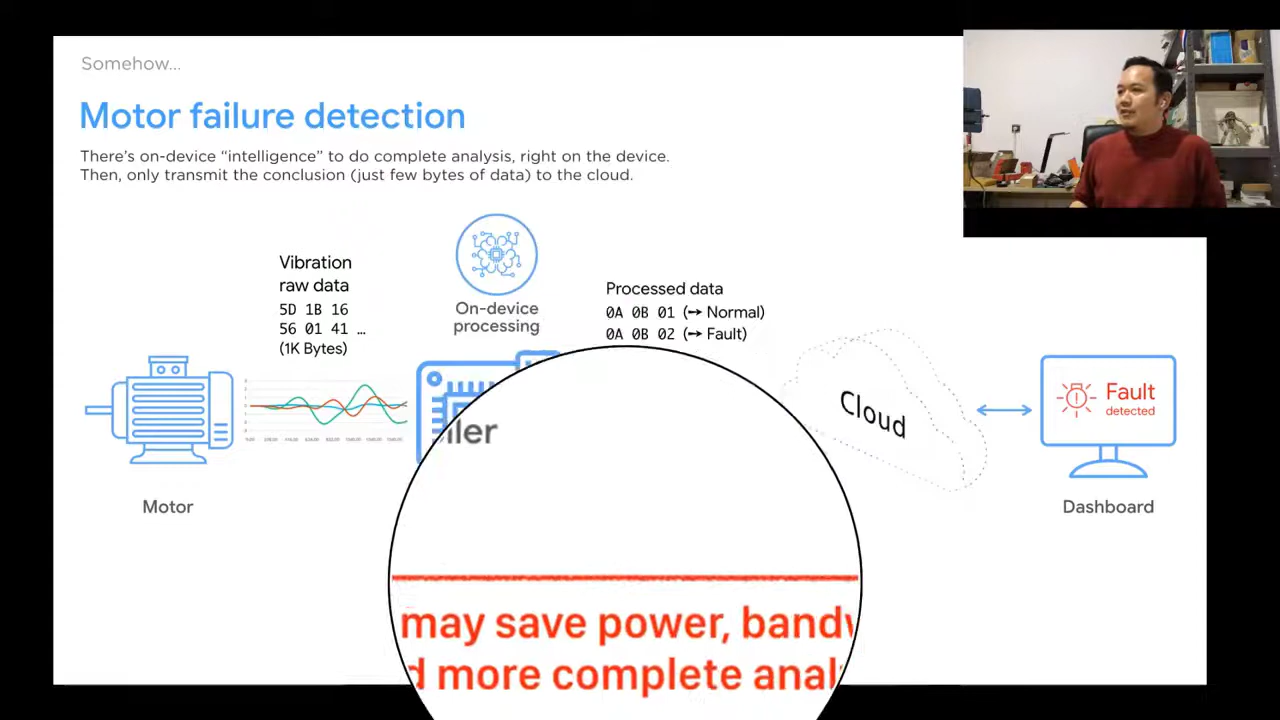 Somehow...
Motor failure detection
There's on-device “intelligence” to do complete analysis, right on the device.
Then, only transmit the conclusion (just few bytes of data) to the cloud.
Vibration
raw data
5D 1B 16
56 01 41 ...
(1K Bytes)
On-device
processing
Processed data
0A 0B 01 (↔ Normal)
0A 0B 02 (↔ Fault)
Cloud
Fault
detected
Motor
Dashboard
may save power,
more complete